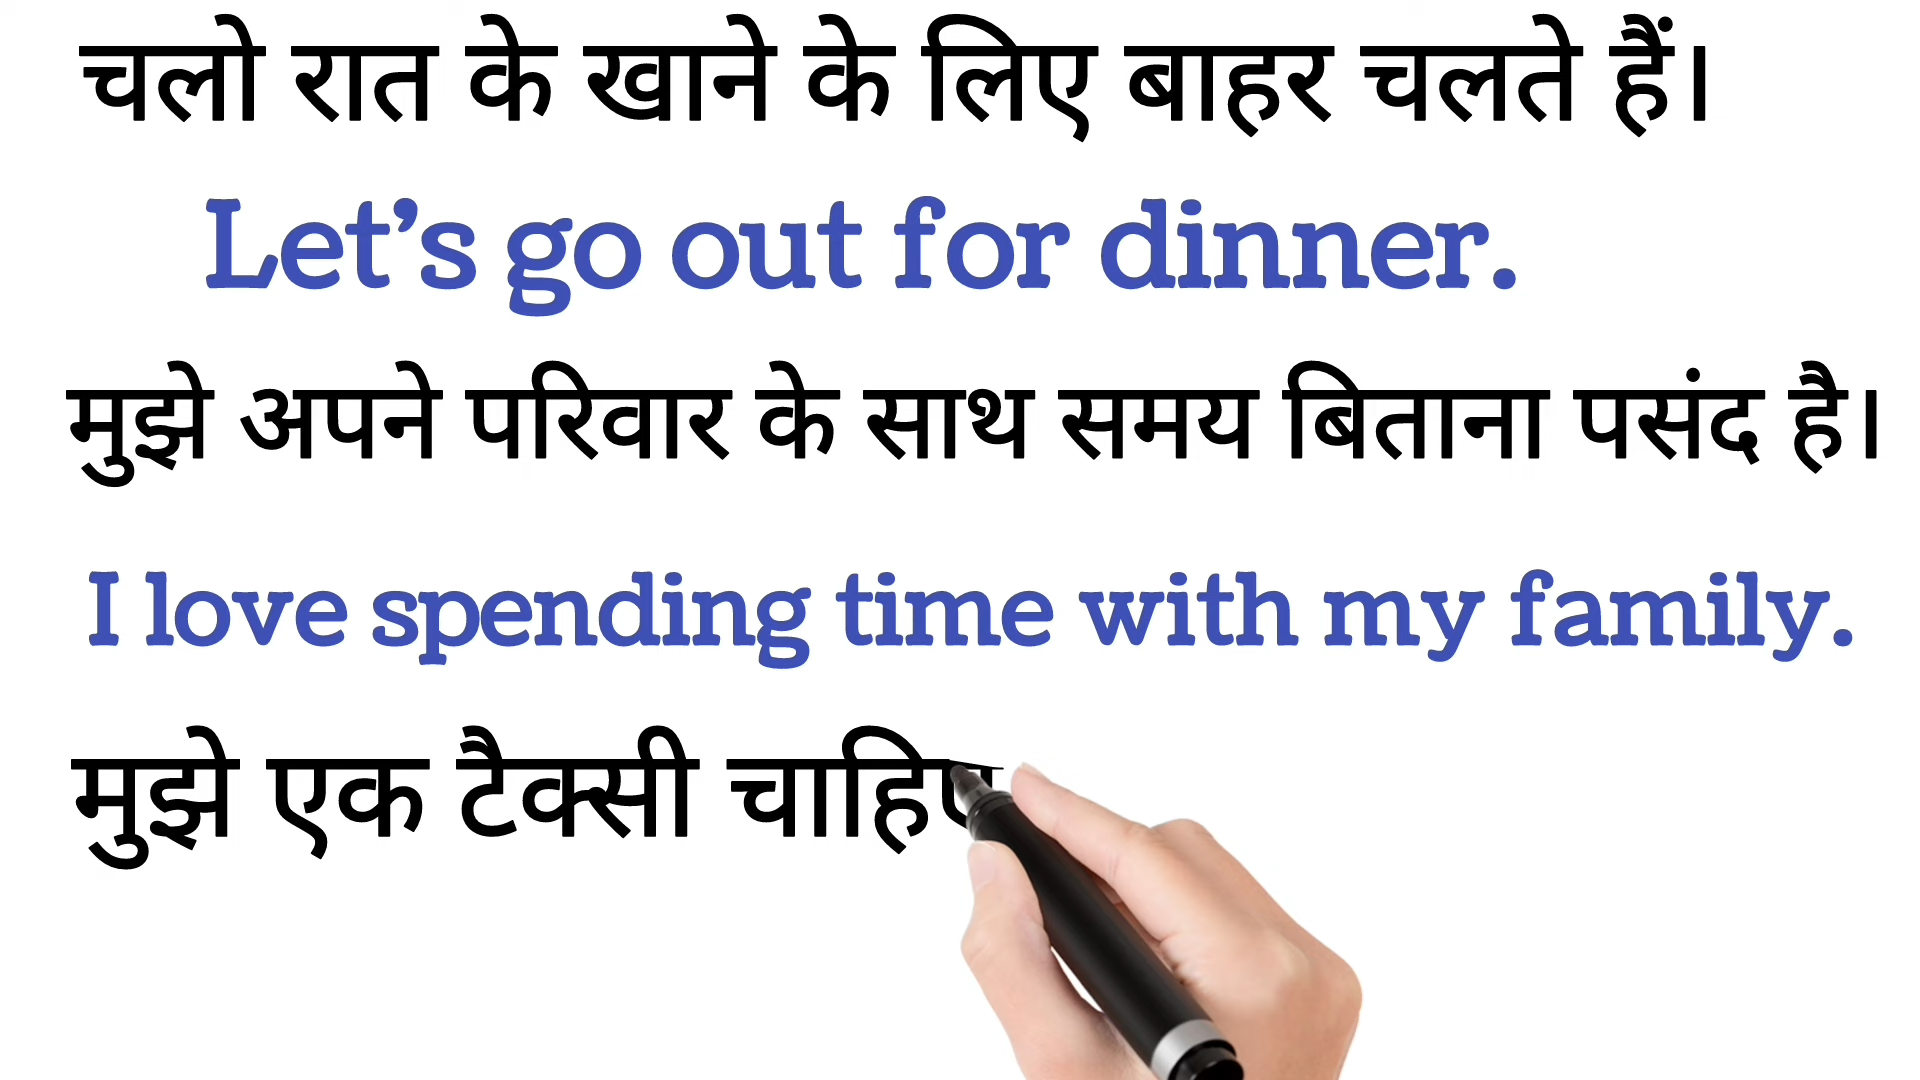 चलो रात के खाने के लिए बाहर चलते हैं।
Let’s go out for dinner.
मुझे अपने परिवार के साथ समय बिताना पसंद है।
I love spending time with my family.
मुझे एक टैक्सी चाहिए